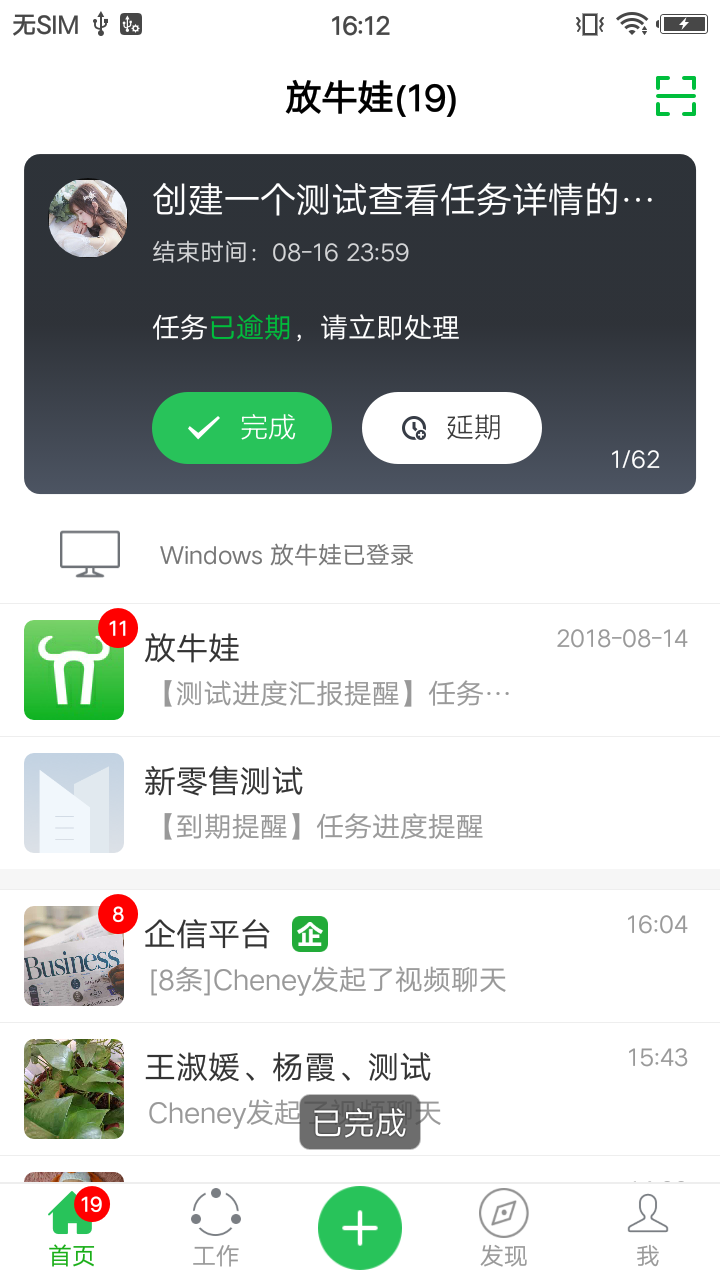 无SIM 16:12
放牛娃(19)
创建一个测试查看任务详情的…
结束时间：08-16 23:59
任务已逾期，请立即处理
完成 延期
1/62
Windows 放牛娃已登录
11
放牛娃 2018-08-14
【测试进度汇报提醒】任务…
新零售测试
【到期提醒】任务进度提醒
8
企信平台 企 16:04
Business
[8条]Cheney发起了视频聊天
王淑媛、杨霞、测试 15:43
Cheney发起了视频聊天
已完成
19
首页 工作 发现 我